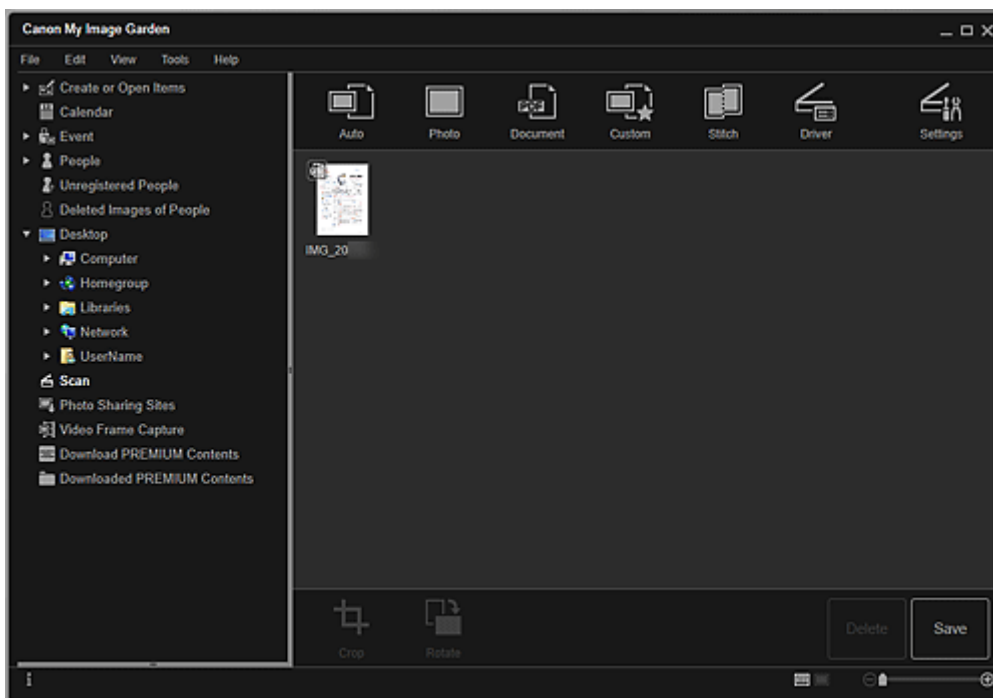 Canon My Image Garden
File Edit View Tools Help
Create or Open Items
Calendar
Event
People
Unregistered People
Deleted Images of People
Desktop
Computer
Homegroup
Libraries
Network
UserName
Scan
Photo Sharing Sites
Video Frame Capture
Download PREMIUM Contents
Downloaded PREMIUM Contents
Auto Photo Document Custom Stitch Driver Settings
PDF
IMG_20
Crop Rotate Delete Save